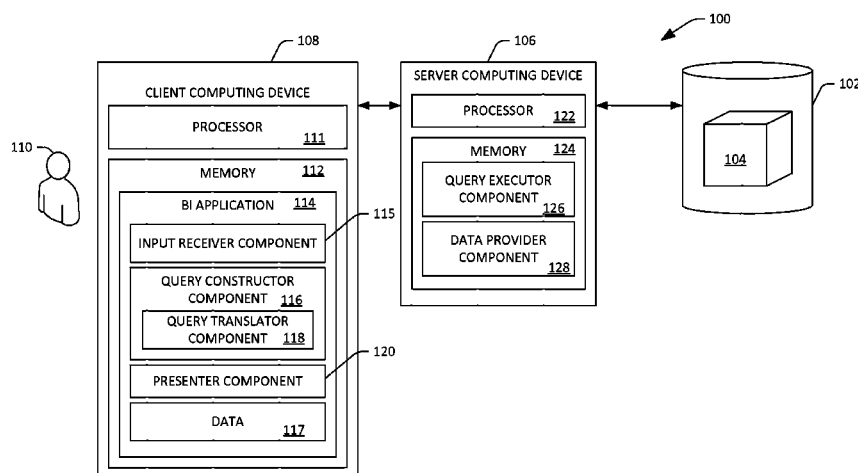 100
108
106
102
CLIENT COMPUTING DEVICE
PROCESSOR
111
MEMORY 112
BI APPLICATION 114
115
INPUT RECEIVER COMPONENT
QUERY CONSTRUCTOR
COMPONENT 116
QUERY TRANSLATOR
COMPONENT 118
120
PRESENTER COMPONENT
DATA
117
110
SERVER COMPUTING DEVICE
PROCESSOR 122
MEMORY 124
QUERY EXECUTOR
COMPONENT
126
DATA PROVIDER
COMPONENT
128
104